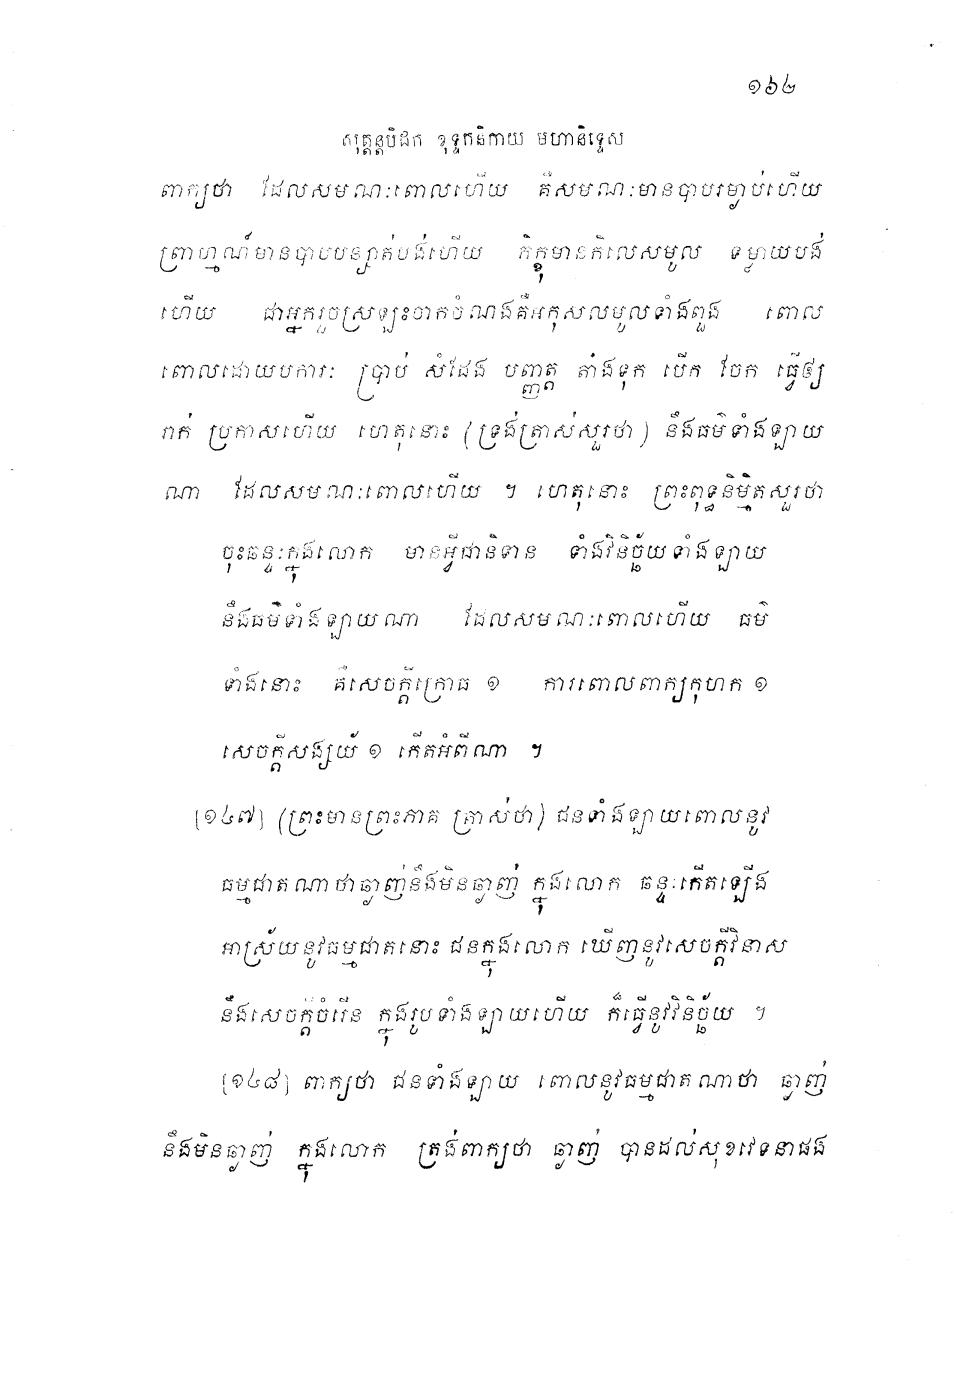 ១៦២
សុត្តន្តបិដក ខុទ្ទកនិកាយ មហានិទ្ទេស
ពាក្យថា ដែលសមណៈពោលហើយ គឺសមណៈមានបាបរម្ងាប់ហើយ
ព្រាហ្មណ៍មានបាបបន្សាត់បង់ហើយ ភិក្ខុមានកិលេសមូល ទម្លាយបង់
ហើយ ជាអ្នករួចស្រឡះចាកចំណងគឺអកុសលមូលទាំងពួង ពោល
ពោលដោយបការៈ ប្រាប់ សំដែង បញ្ញត្ត តាំងទុក បើក ចែក ធ្វើឲ្យ
រាក់ ប្រកាសហើយ ហេតុនោះ (ទ្រង់ត្រាស់សួរថា) នឹងធម៌ទាំងឡាយ
ណា ដែលសមណៈពោលហើយ ។ ហេតុនោះ ព្រះពុទ្ធនិម្មិតសួរថា
ចុះឆន្ទៈក្នុងលោក មានអ្វីជានិទាន ទាំងវិនិច្ឆ័យទាំងឡាយ
នឹងធម៌ទាំងឡាយណា ដែលសមណៈពោលហើយ ធម៌
ទាំងនោះ គឺសេចក្តីក្រោធ ១ ការពោលពាក្យកុហក ១
សេចក្តីសង្ស័យ ១ កើតអំពីណា ។
[១៤៧] (ព្រះមានព្រះភាគ ត្រាស់ថា) ជនទាំងឡាយពោលនូវ
ធម្មជាតណាថាឆ្ងាញ់នឹងមិនឆ្ងាញ់ ក្នុងលោក ឆន្ទៈកើតឡើង
អាស្រ័យនូវធម្មជាតនោះ ជនក្នុងលោក ឃើញនូវសេចក្តីវិនាស
នឹងសេចក្តីចំរើន ក្នុងរូបទាំងឡាយហើយ ក៏ធ្វើនូវវិនិច្ឆ័យ ។
[១៤៨] ពាក្យថា ជនទាំងឡាយ ពោលនូវធម្មជាតណាថា ឆ្ងាញ់
នឹងមិនឆ្ងាញ់ ក្នុងលោក ត្រង់ពាក្យថា ឆ្ងាញ់ បានដល់សុខវេទនាផង